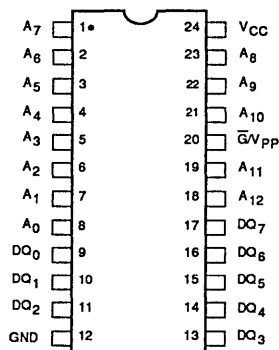 A7 1 24 VCC
A6 2 23 A8
A5 3 22 A9
A4 4 21 A10
A3 5 20 G̅/VPP
A2 6 19 A11
A1 7 18 A12
A0 8 17 DQ7
DQ0 9 16 DQ6
DQ1 10 15 DQ5
DQ2 11 14 DQ4
GND 12 13 DQ3